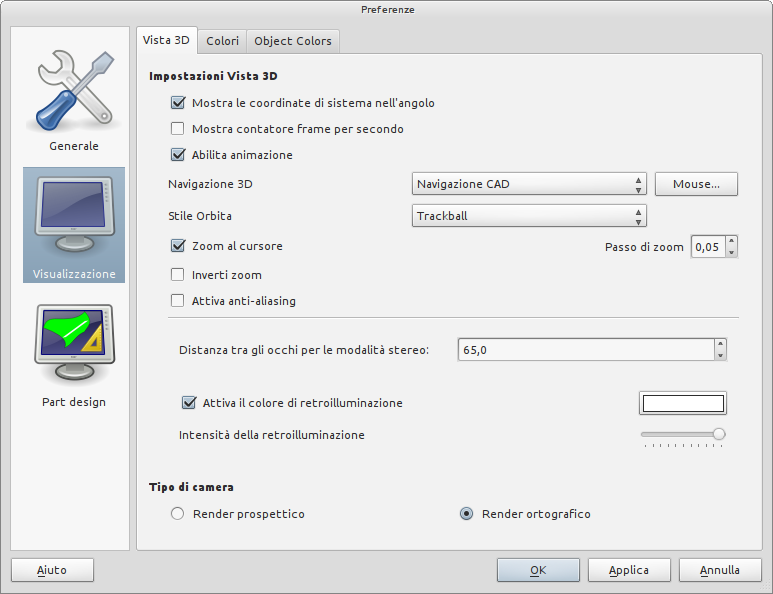 Preferenze
Generale
Visualizzazione
Part design
Vista 3D Colori Object Colors
Impostazioni Vista 3D
Mostra le coordinate di sistema nell'angolo
Mostra contatore frame per secondo
Abilita animazione
Navigazione 3D Navigazione CAD Mouse...
Stile Orbita Trackball
Zoom al cursore Passo di zoom 0,05
Inverti zoom
Attiva anti-aliasing
Distanza tra gli occhi per le modalità stereo: 65,0
Attiva il colore di retroilluminazione
Intensità della retroilluminazione
Tipo di camera
Render prospettico Render ortografico
Aiuto OK Applica Annulla